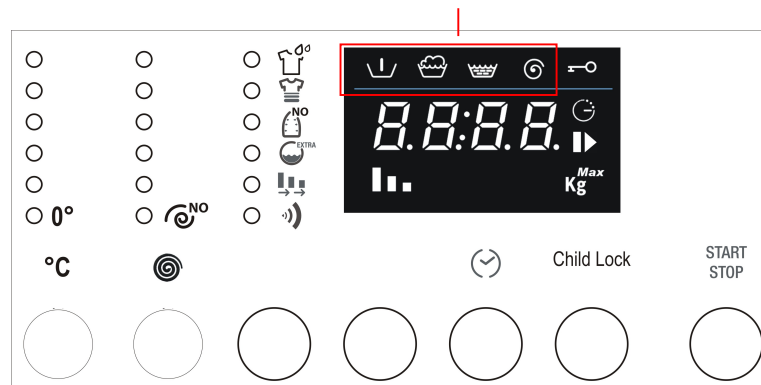 NO
EXTRA
8.8:8.8.
Max
Kg
0°
NO
°C
Child Lock
START
STOP